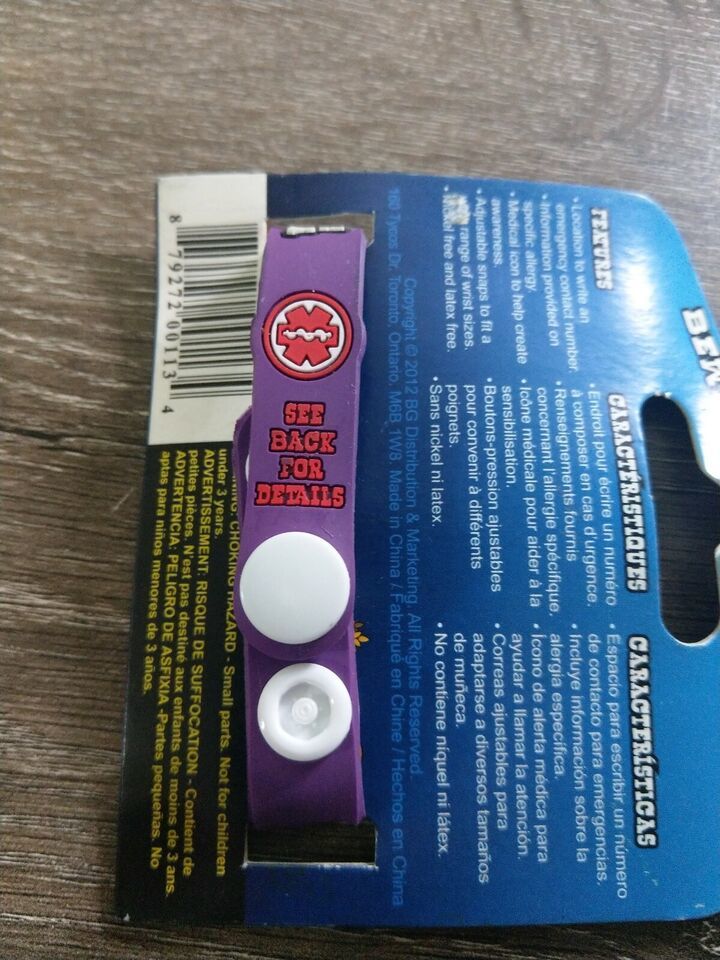 FEATURES
• Location to write an
emergency contact number.
• Information provided on
specific allergy.
• Medical icon to help create
awareness.
• Adjustable snaps to fit a
range of wrist sizes.
• Nickel free and latex free.
CARACTÉRISTIQUES
• Endroit pour écrire un numéro
à composer en cas d'urgence.
• Renseignements fournis
concernant l'allergie spécifique.
• Icône médicale pour aider à la
sensibilisation.
• Boutons-pression ajustables
pour convenir à différents
poignets.
• Sans nickel ni latex.
CARACTERÍSTICAS
• Espacio para escribir un número
de contacto para emergencias.
• Incluye información sobre la
alergia específica.
• Ícono de alerta médica para
ayudar a llamar la atención.
• Correas ajustables para
adaptarse a diversos tamaños
de muñeca.
• No contiene níquel ni látex.
Copyright © 2012 BG Distribution & Marketing. All Rights Reserved.
160 Tycos Dr. Toronto, Ontario. M6B 1W8. Made in China / Fabriqué en Chine / Hechos en China
SEE
BACK
FOR
DETAILS
8 79272 00113 4
WARNING, CHOKING HAZARD - Small parts. Not for children
under 3 years.
ADVERTISSEMENT; RISQUE DE SUFFOCATION - Contient de
petites pièces. N'est pas destiné aux enfants de moins de 3 ans.
ADVERTENCIA: PELIGRO DE ASFIXIA -Partes pequeñas. No
aptas para niños menores de 3 años.